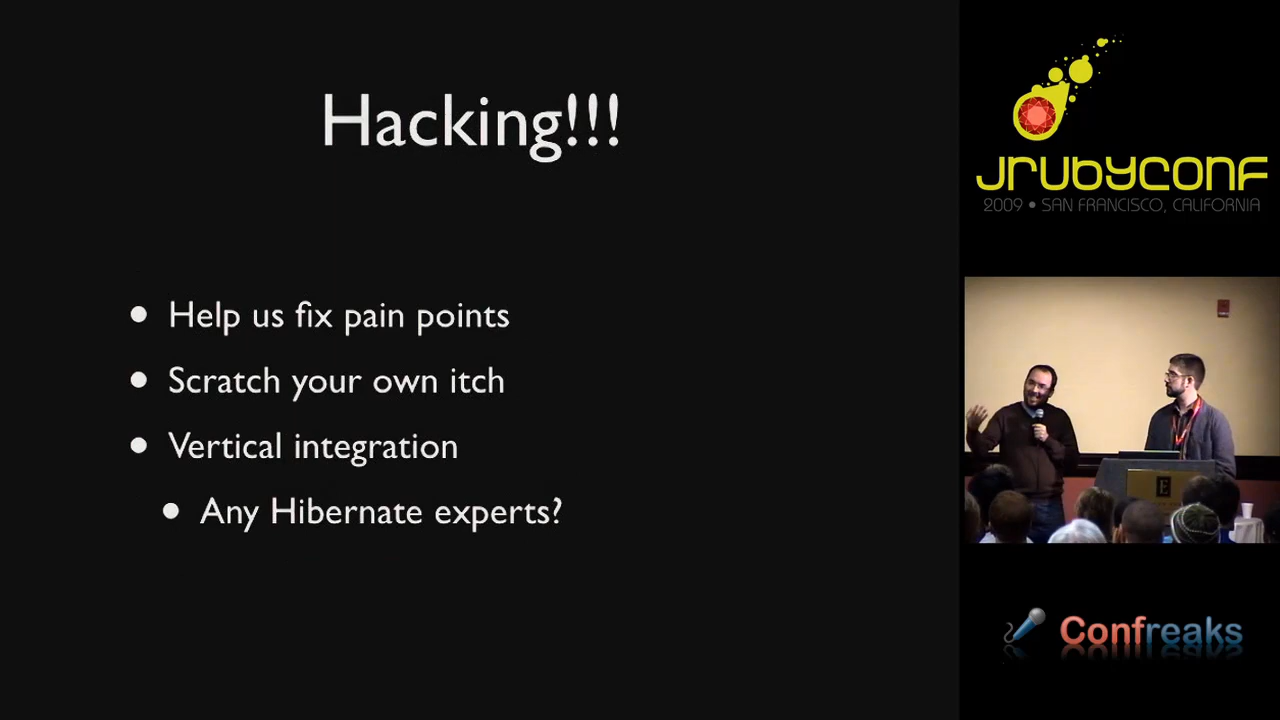 Hacking!!!
Help us fix pain points
Scratch your own itch
Vertical integration
Any Hibernate experts?
JRubyConf
2009 • SAN FRANCISCO, CALIFORNIA
E
Confreaks